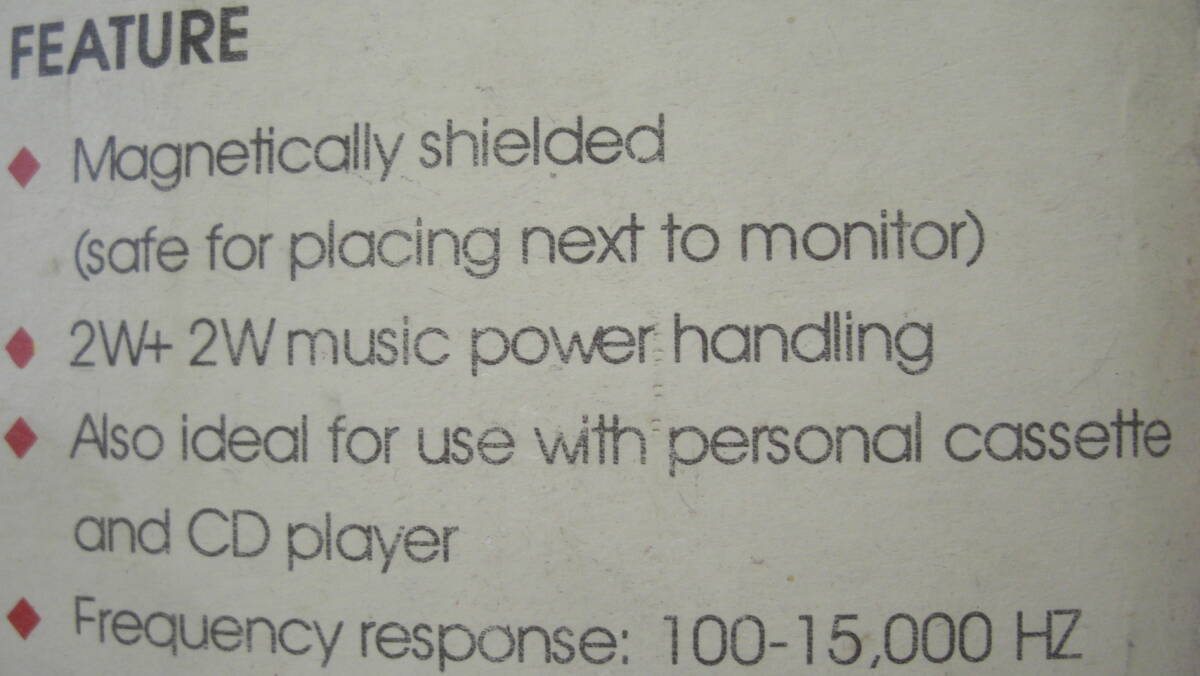 FEATURE
♦ Magnetically shielded
(safe for placing next to monitor)
♦ 2W+ 2W music power handling
♦ Also ideal for use with personal cassette
and CD player
♦ Frequency response: 100-15,000 HZ